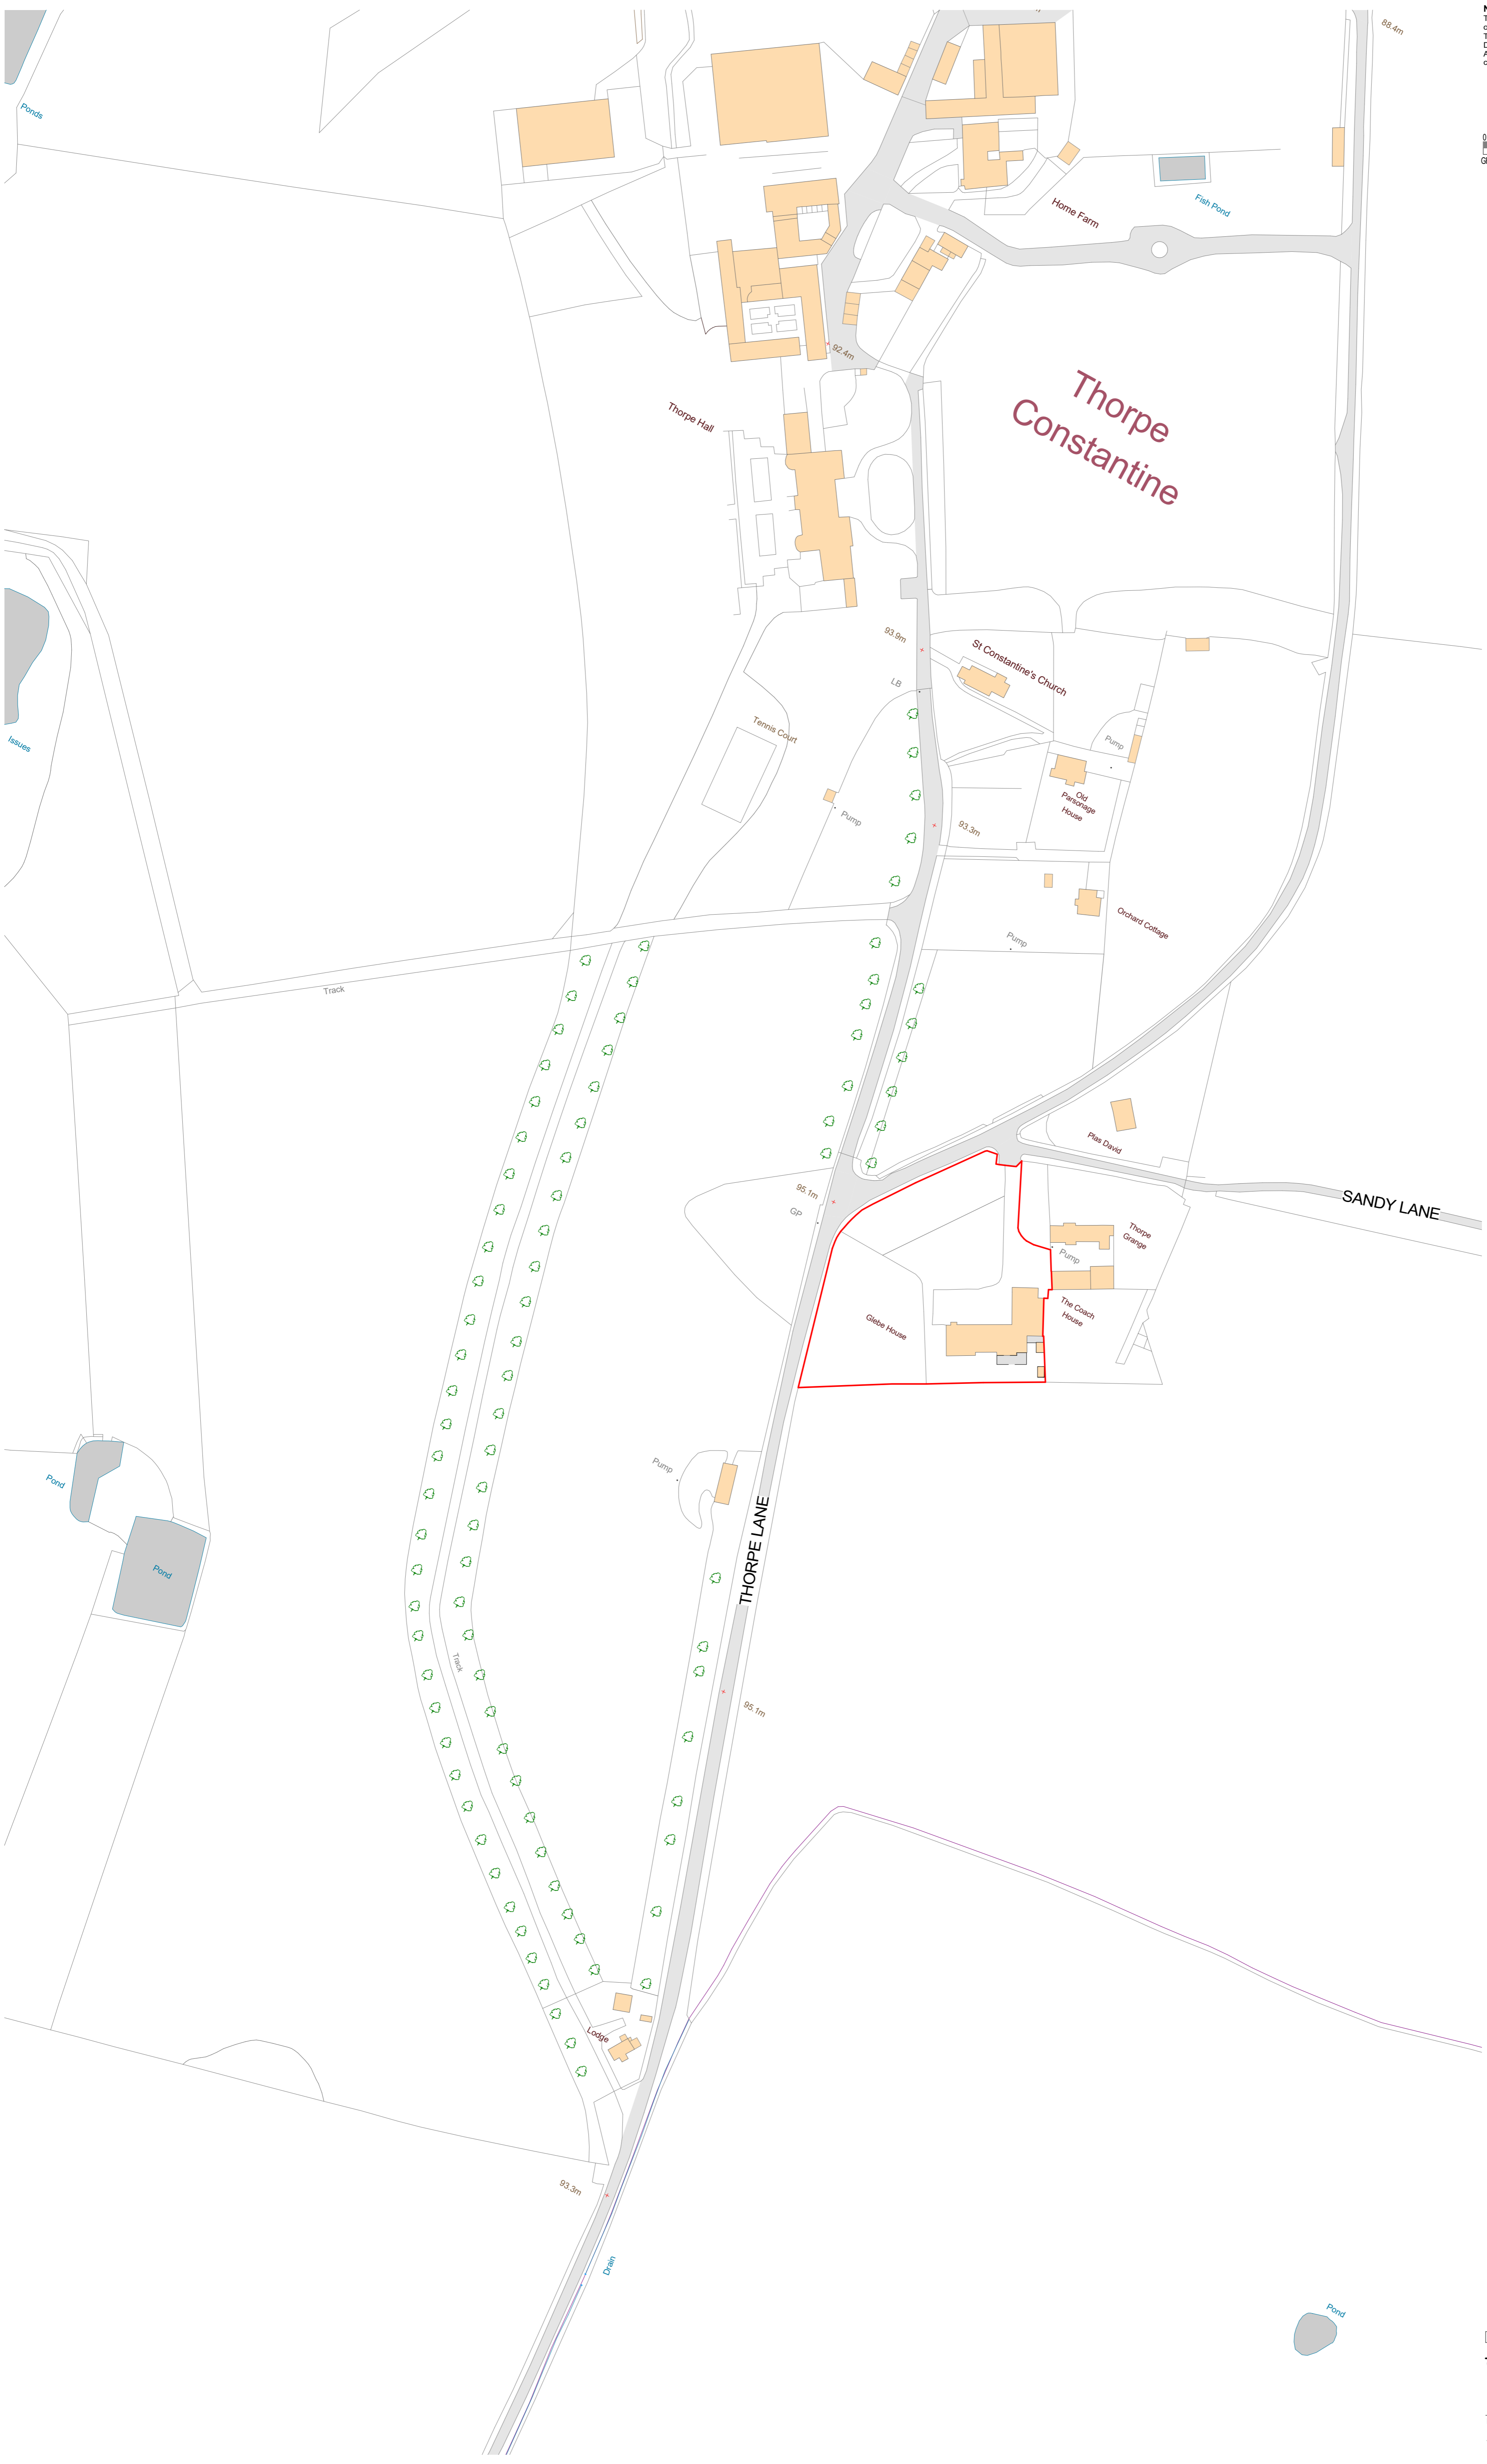 88.4m
Ponds
Home Farm
Fish Pond
92.4m
Thorpe
Constantine
Thorpe Hall
93.9m
St Constantine's Church
LB
Tennis Court
Issues
Pump
Old
Parsonage
House
Pump
93.3m
Orchard Cottage
Pump
Track
Plas David
95.1m
GP
SANDY LANE
Thorpe
Grange
Pump
The Coach
House
Glebe House
Pump
Pond
THORPE LANE
Pond
Track
95.1m
Lodge
93.3m
Drain
Pond